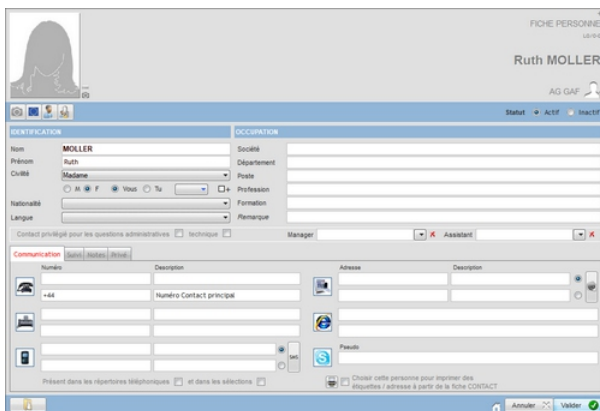 FICHE PERSONNE
Ruth MOLLER
AG GAF
Statut Actif Inactif
IDENTIFICATION OCCUPATION
Nom MOLLER Société
Prénom Ruth Département
Civilité Madame Poste
M F Vous Tu + Profession
Nationalité Formation
Langue Remarque
Contact privilégié pour les questions administratives technique Manager Assistant
Communication Suivi Notes Privé
Numéro Description Adresse Description
+44 Numéro Contact principal
SMS
Pseudo
Présent dans les répertoires téléphoniques et dans les sélections
Choisir cette personne pour imprimer des
étiquettes / adresse à partir de la fiche CONTACT
Annuler Valider